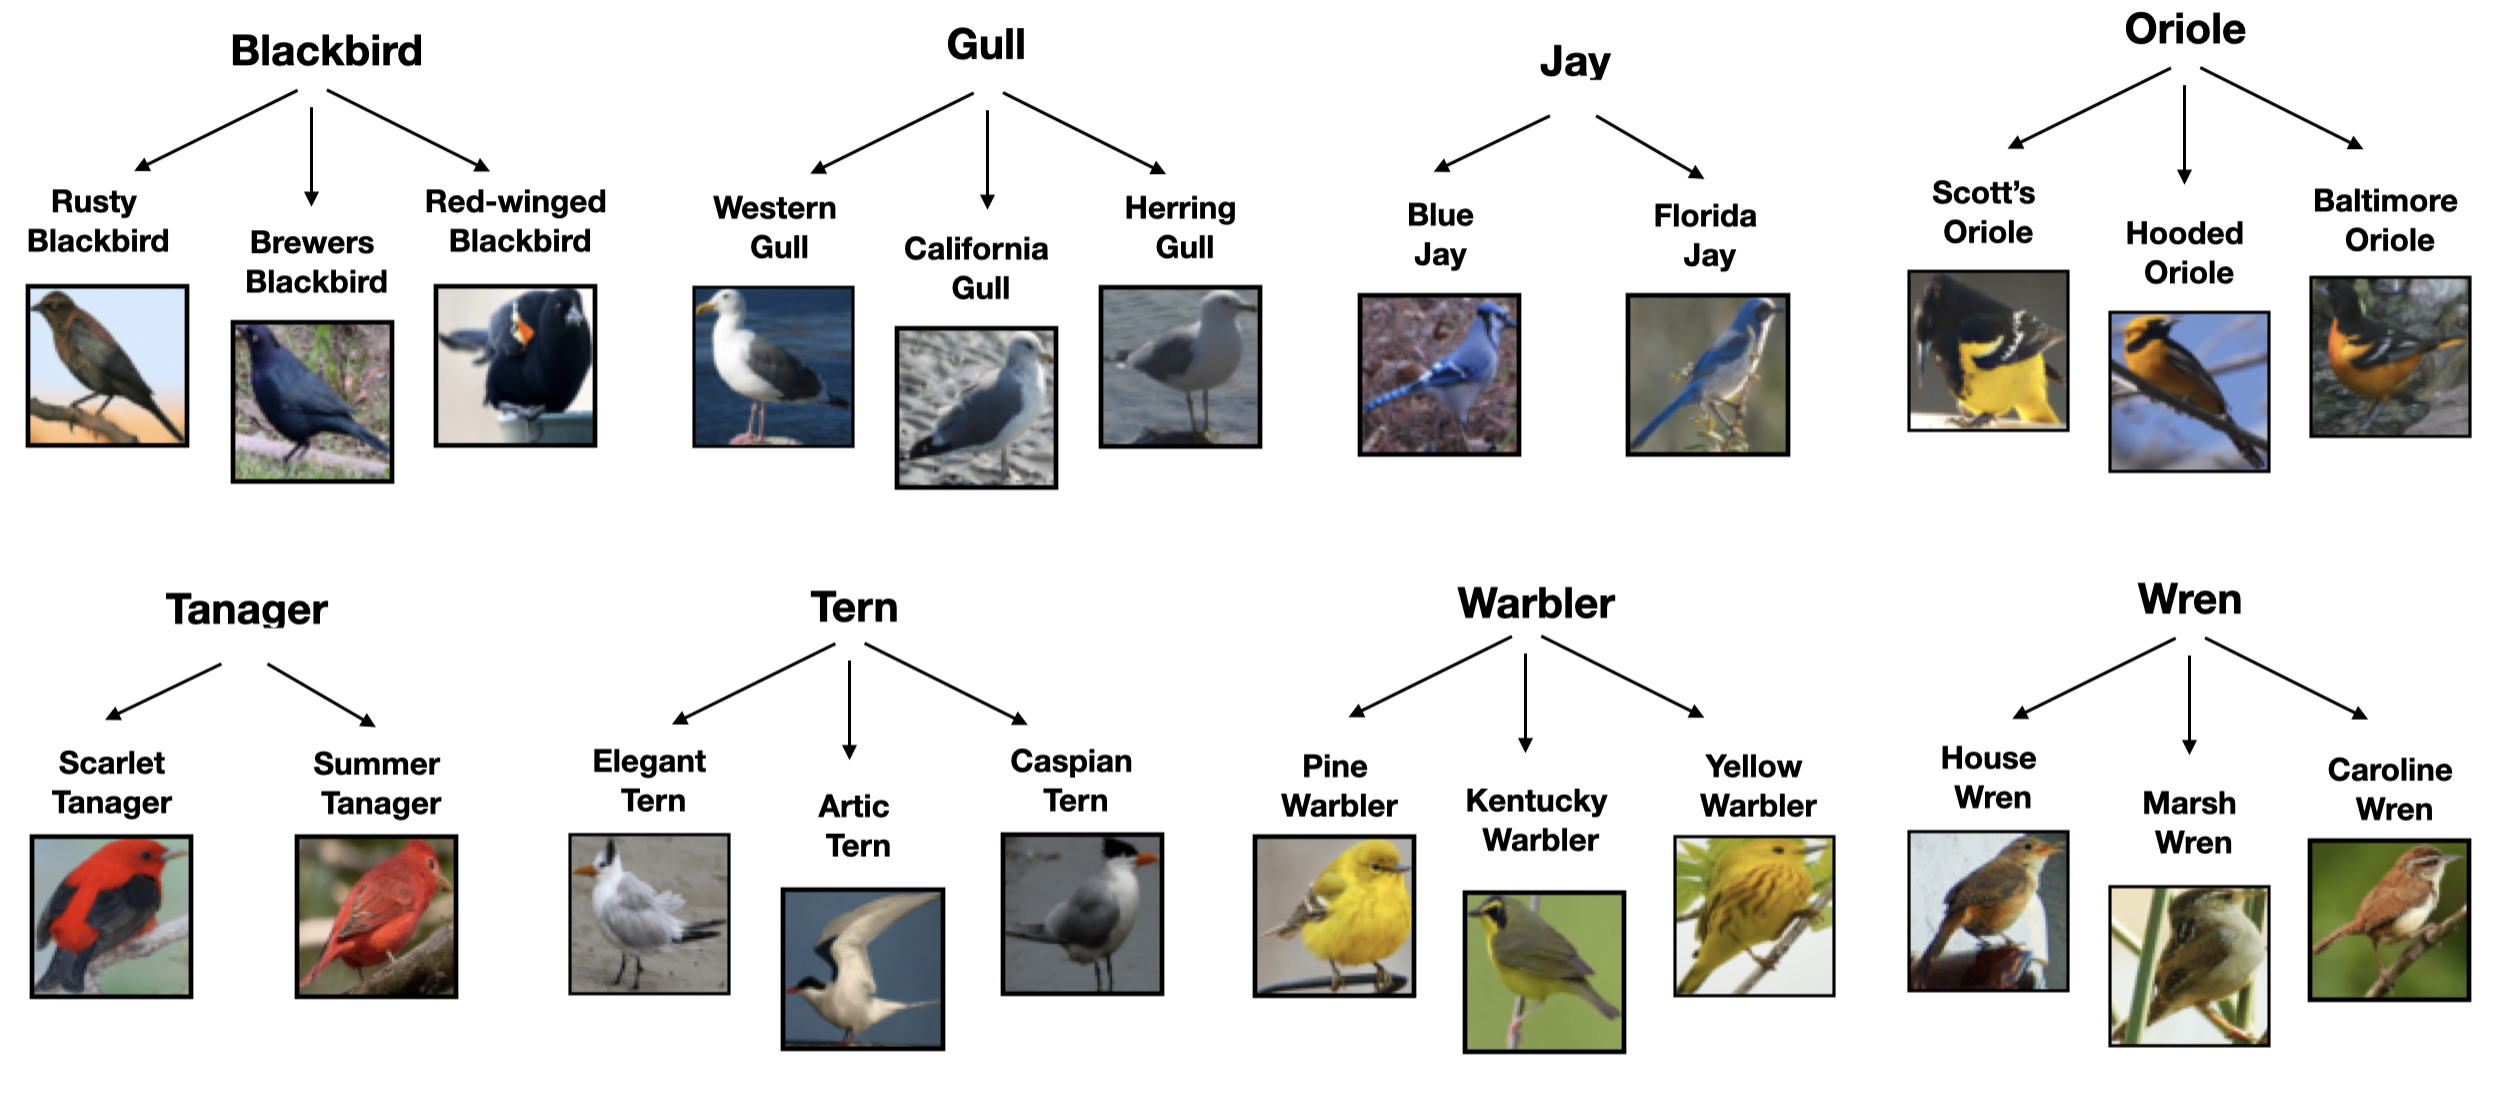 Blackbird
Rusty
Blackbird
Brewers
Blackbird
Red-winged
Blackbird
Gull
Western
Gull
California
Gull
Herring
Gull
Jay
Blue
Jay
Florida
Jay
Oriole
Scott's
Oriole
Hooded
Oriole
Baltimore
Oriole
Tanager
Scarlet
Tanager
Summer
Tanager
Tern
Elegant
Tern
Artic
Tern
Caspian
Tern
Warbler
Pine
Warbler
Kentucky
Warbler
Yellow
Warbler
Wren
House
Wren
Marsh
Wren
Caroline
Wren